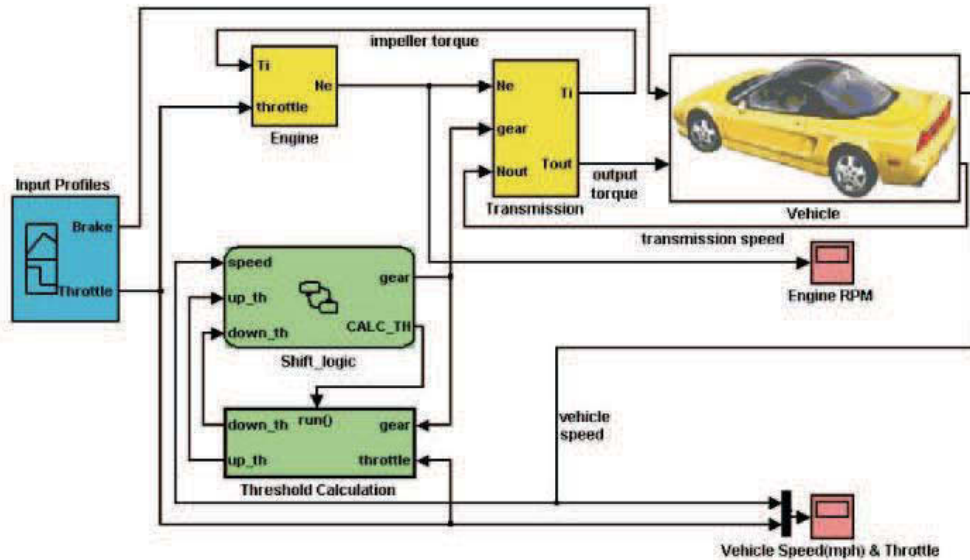 impeller torque
Ti
throttle
Ne
Engine
Ne
gear
Nout
Ti
Tout
Transmission
output
torque
Vehicle
transmission speed
Input Profiles
Brake
Throttle
Engine RPM
speed
up_th
down_th
gear
CALC_TH
Shift_logic
run()
down_th
up_th
gear
throttle
Threshold Calculation
vehicle
speed
Vehicle Speed(mph) & Throttle